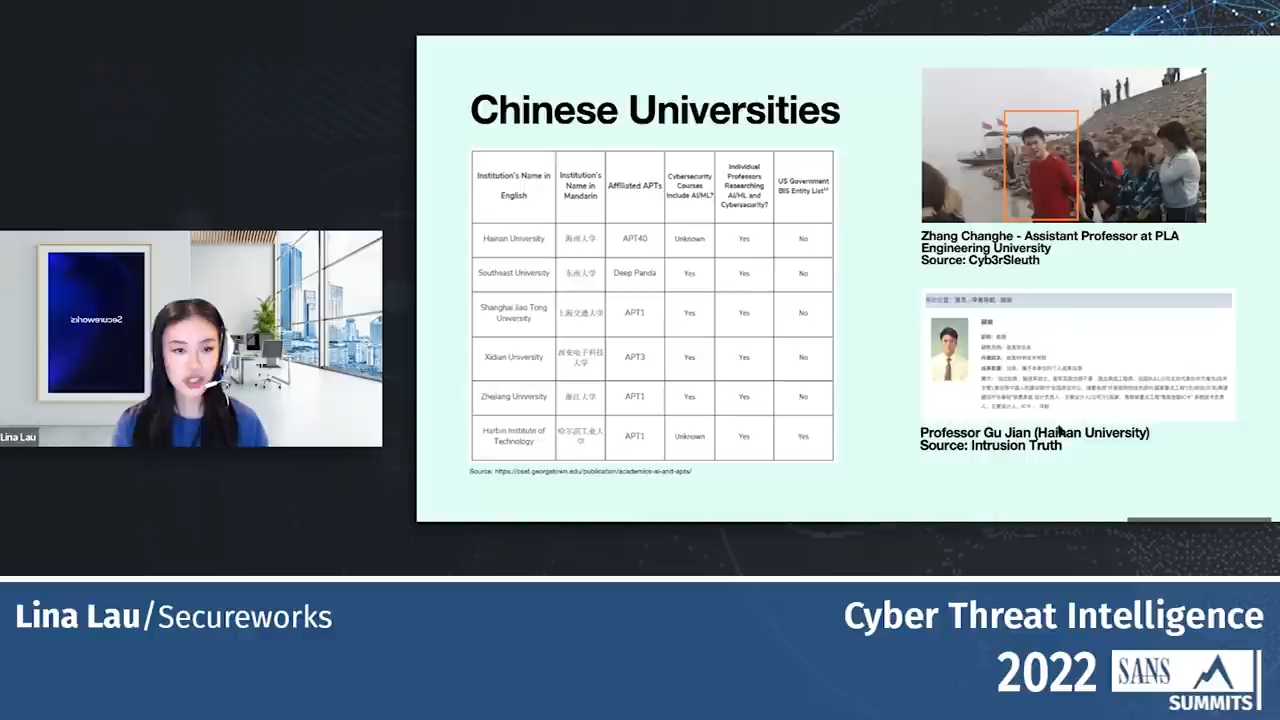 Chinese Universities
Institution's Name in English
Institution's Name in Mandarin
Affiliated APTs
Cybersecurity Courses Include AI/ML?
Individual Professors Researching AI/ML and Cybersecurity?
US Government BIS Entity List
Hainan University 海南大学 APT40 Unknown Yes No
Southeast University 东南大学 Deep Panda Yes Yes No
Shanghai Jiao Tong University 上海交通大学 APT1 Yes Yes No
Xidian University 西安电子科技大学 APT3 Yes Yes No
Zhejiang University 浙江大学 APT1 Yes Yes No
Harbin Institute of Technology 哈尔滨工业大学 APT1 Unknown Yes Yes
Source: https://cset.georgetown.edu/publication/academics-ai-and-apts/
Zhang Changhe - Assistant Professor at PLA
Engineering University
Source: Cyb3rSleuth
Professor Gu Jian (Hainan University)
Source: Intrusion Truth
Secureworks
Lina Lau
Lina Lau/Secureworks
Cyber Threat Intelligence
2022
SANS
SUMMITS